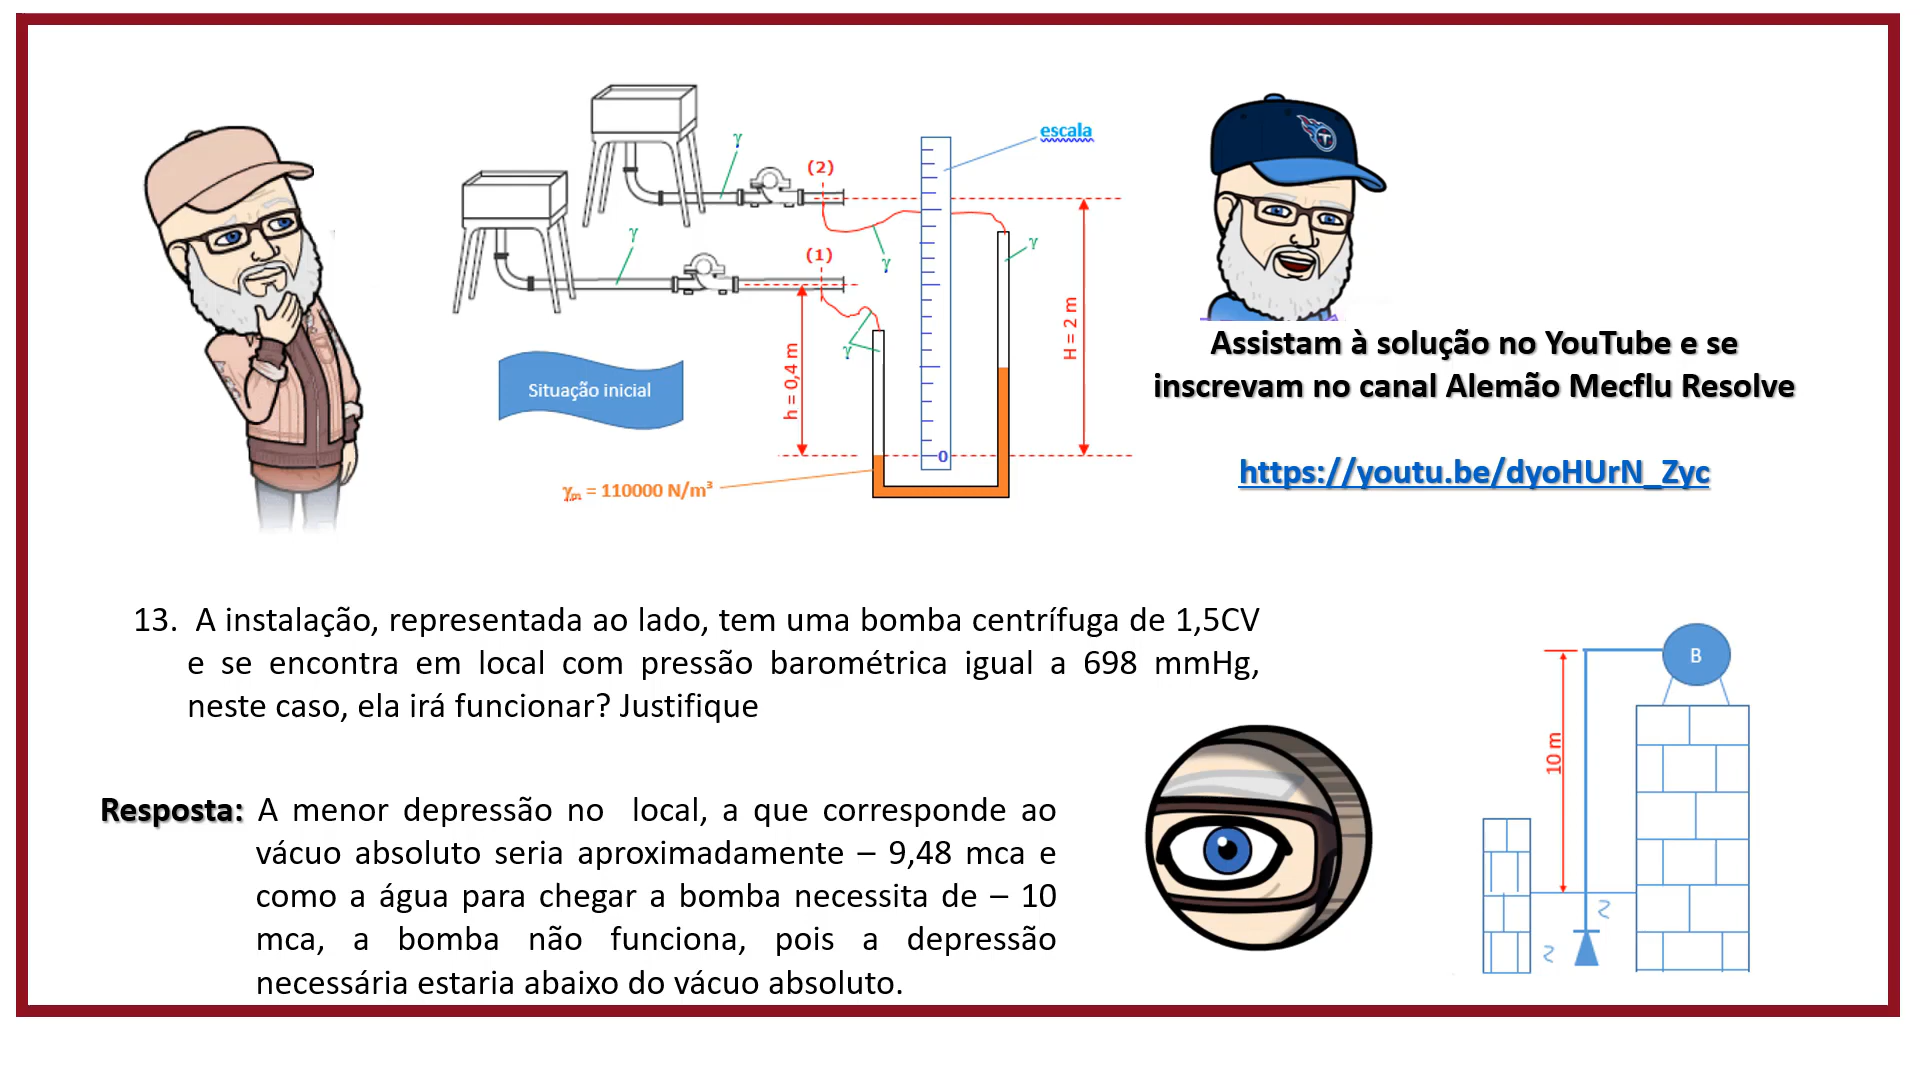 γ
escala
(2)
γ
γ
γ
(1)
γ
h = 0,4 m
H = 2 m
Situação inicial
0
γₘ = 110000 N/m³
Assistam à solução no YouTube e se
inscrevam no canal Alemão Mecflu Resolve
https://youtu.be/dyoHUrN_Zyc
13. A instalação, representada ao lado, tem uma bomba centrífuga de 1,5CV
e se encontra em local com pressão barométrica igual a 698 mmHg,
neste caso, ela irá funcionar? Justifique
B
10 m
Resposta: A menor depressão no local, a que corresponde ao
vácuo absoluto seria aproximadamente – 9,48 mca e
como a água para chegar a bomba necessita de – 10
mca, a bomba não funciona, pois a depressão
necessária estaria abaixo do vácuo absoluto.